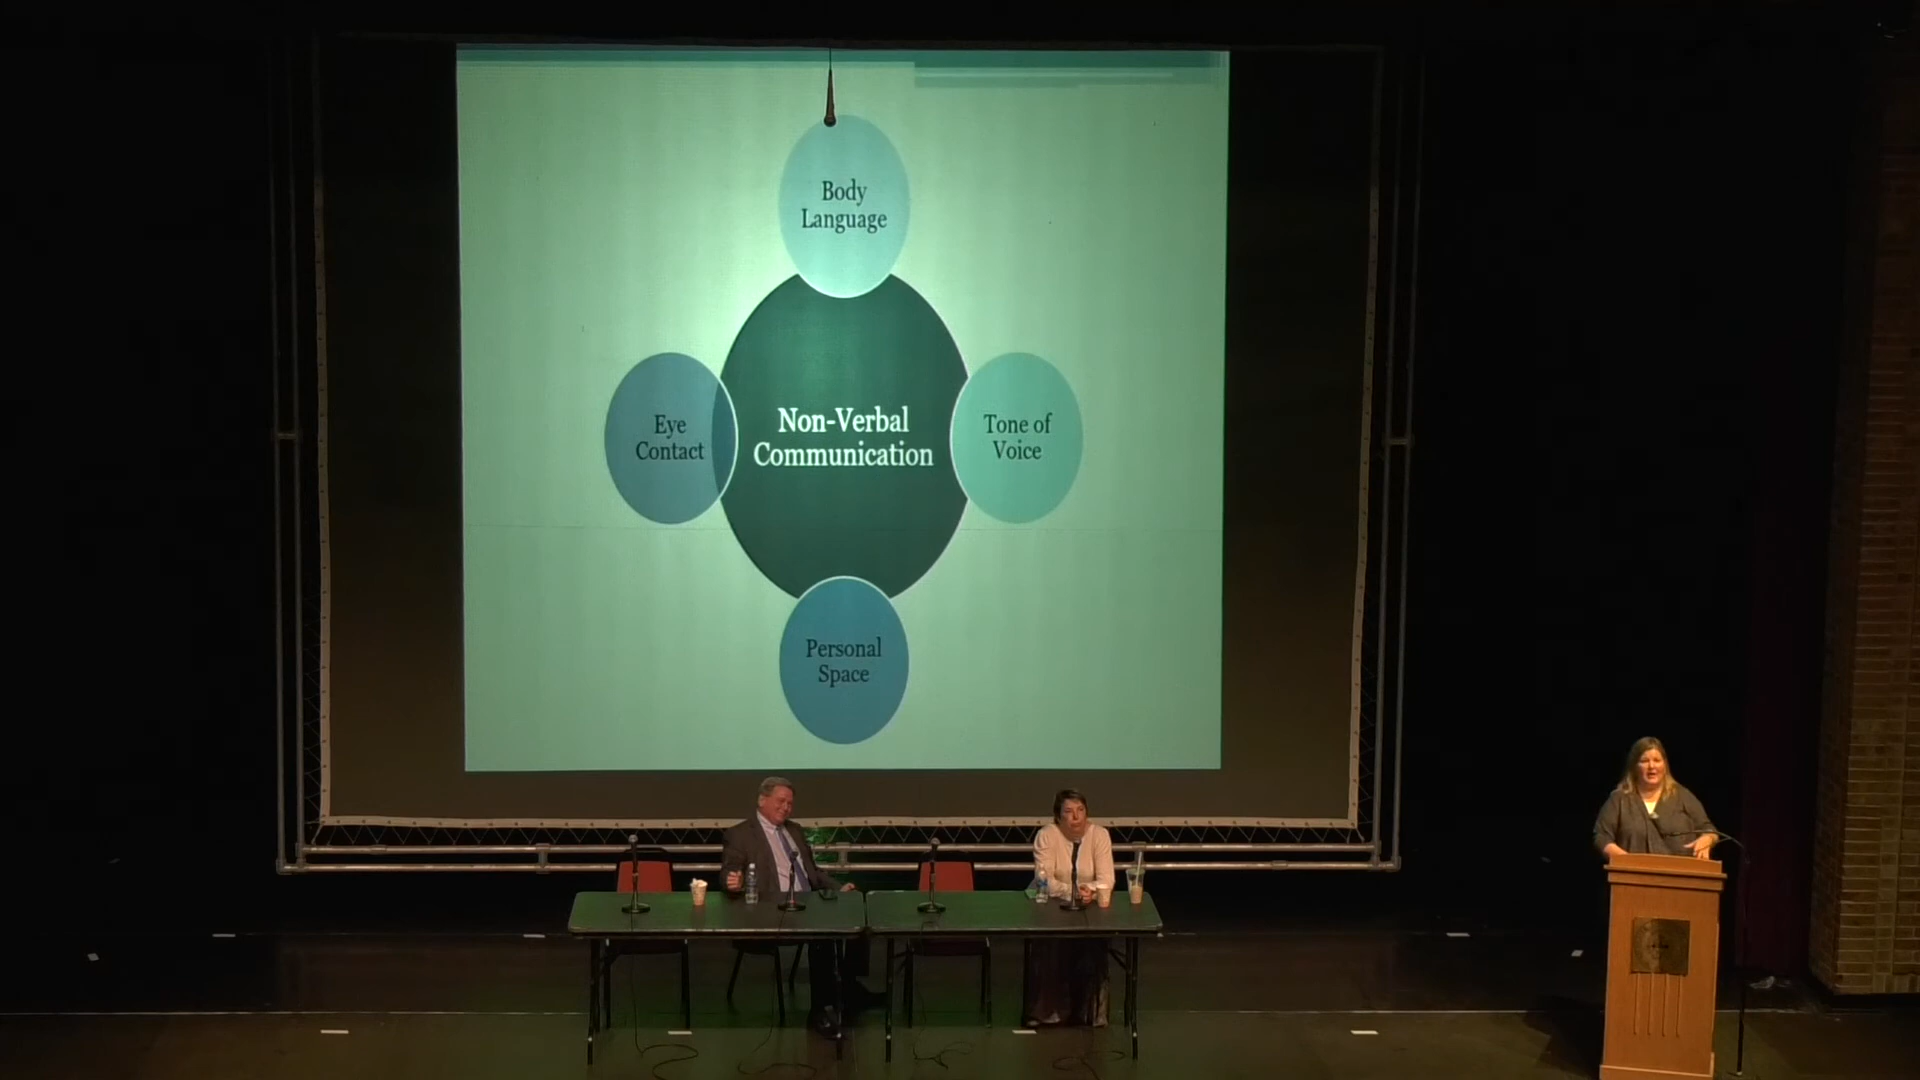 Body
Language
Eye
Contact
Non-Verbal
Communication
Tone of
Voice
Personal
Space